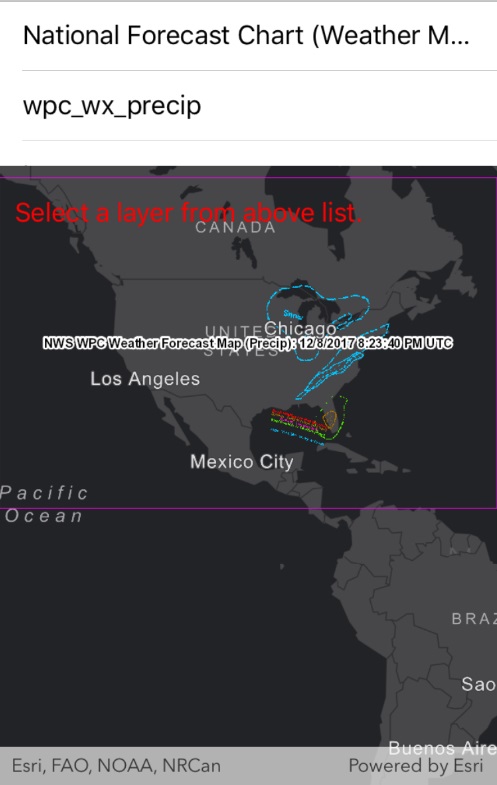 National Forecast Chart (Weather M...
wpc_wx_precip
Select a layer from above list.
CANADA
Snow
UNITED
Chicago
NWS WPC Weather Forecast Map (Precip): 12/8/2017 8:23:40 PM UTC
STATES
Los Angeles
Mexico City
Pacific
Ocean
BRAZ
Sao
Buenos Aire
Esri, FAO, NOAA, NRCan
Powered by Esri